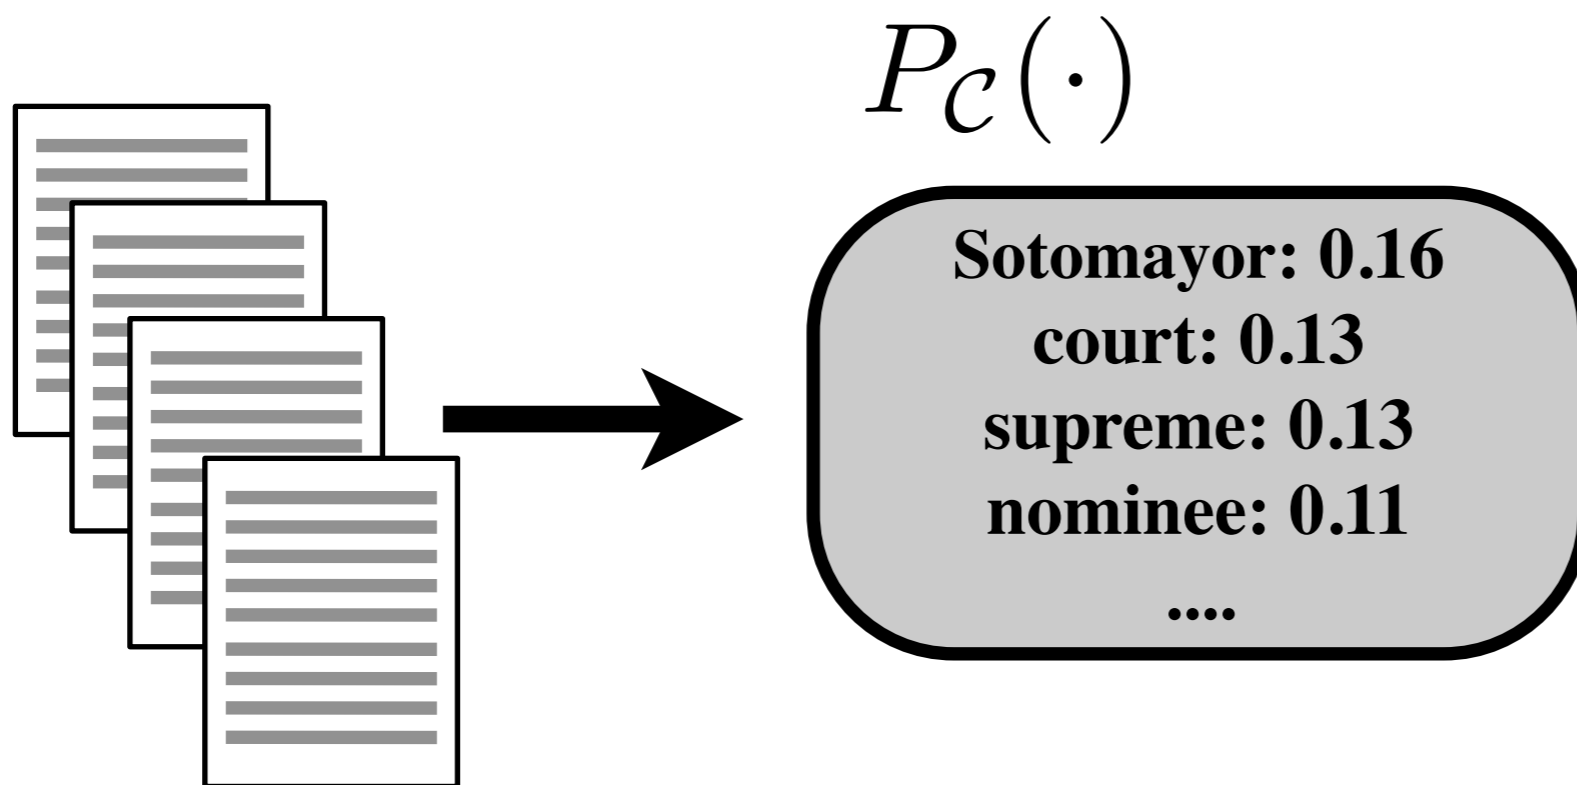 P_C(·)
Sotomayor: 0.16
court: 0.13
supreme: 0.13
nominee: 0.11
....